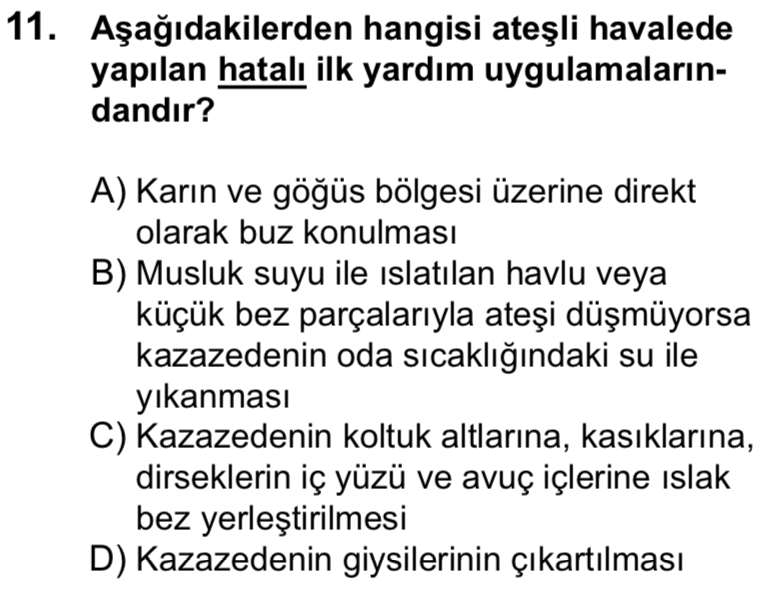 11. Aşağıdakilerden hangisi ateşli havalede
yapılan hatalı ilk yardım uygulamaların-
dandır?
A) Karın ve göğüs bölgesi üzerine direkt
olarak buz konulması
B) Musluk suyu ile ıslatılan havlu veya
küçük bez parçalarıyla ateşi düşmüyorsa
kazazedenin oda sıcaklığındaki su ile
yıkanması
C) Kazazedenin koltuk altlarına, kasıklarına,
dirseklerin iç yüzü ve avuç içlerine ıslak
bez yerleştirilmesi
D) Kazazedenin giysilerinin çıkartılması